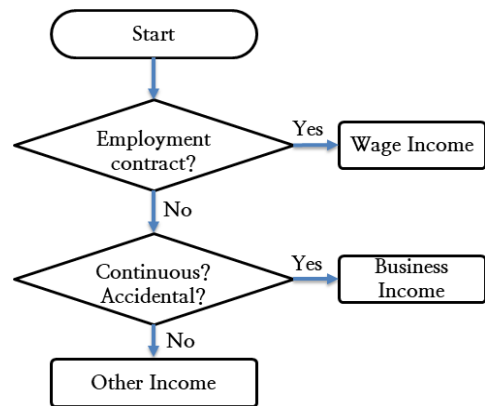 Start
Employment
contract?
Yes
Wage Income
No
Continuous?
Accidental?
Yes
Business
Income
No
Other Income